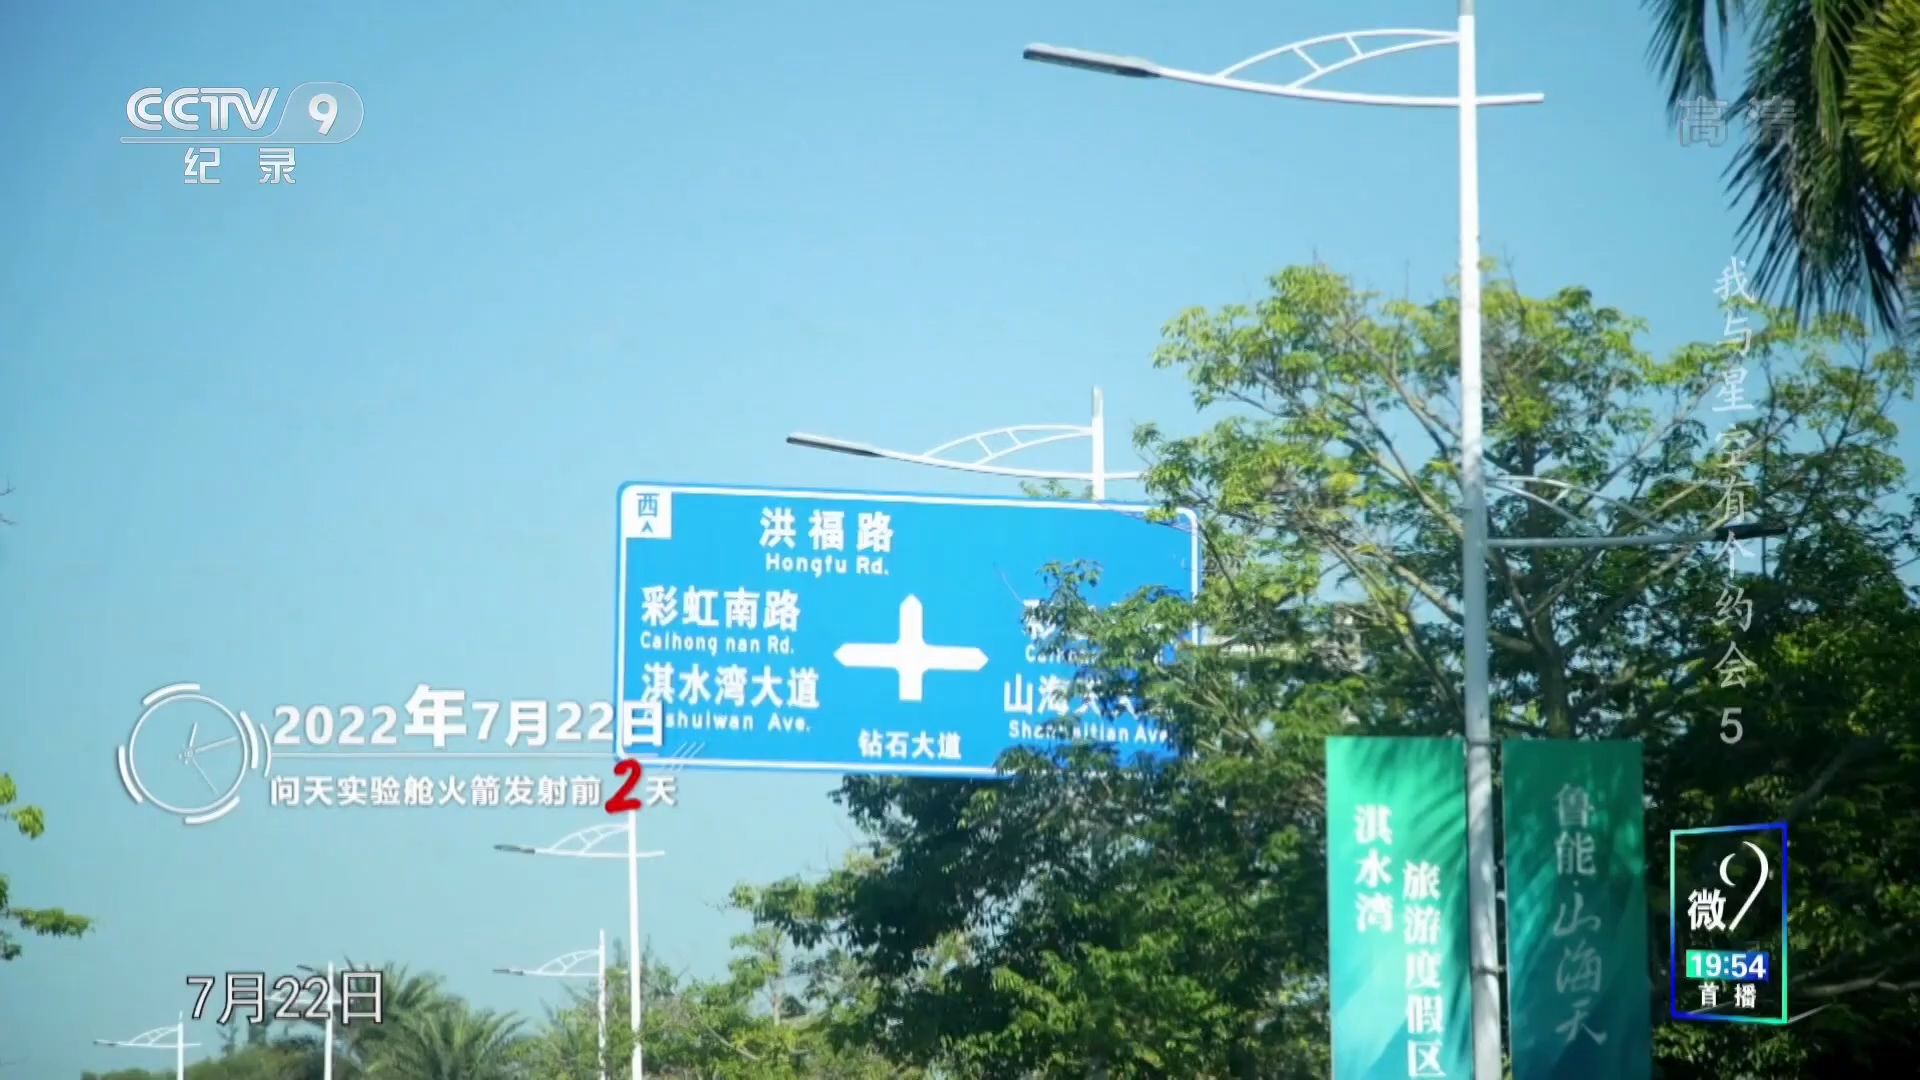 CCTV 9
纪录
高清
我与星空有个约会 5
西
洪福路
Hongfu Rd.
彩虹南路
Caihong nan Rd.
淇水湾大道
shuiwan Ave.
彩
山海
Ave
钻石大道
2022年7月22日
问天实验舱火箭发射前2天
淇水湾
旅游度假区
鲁能·山海天
微9
19:54
首播
7月22日